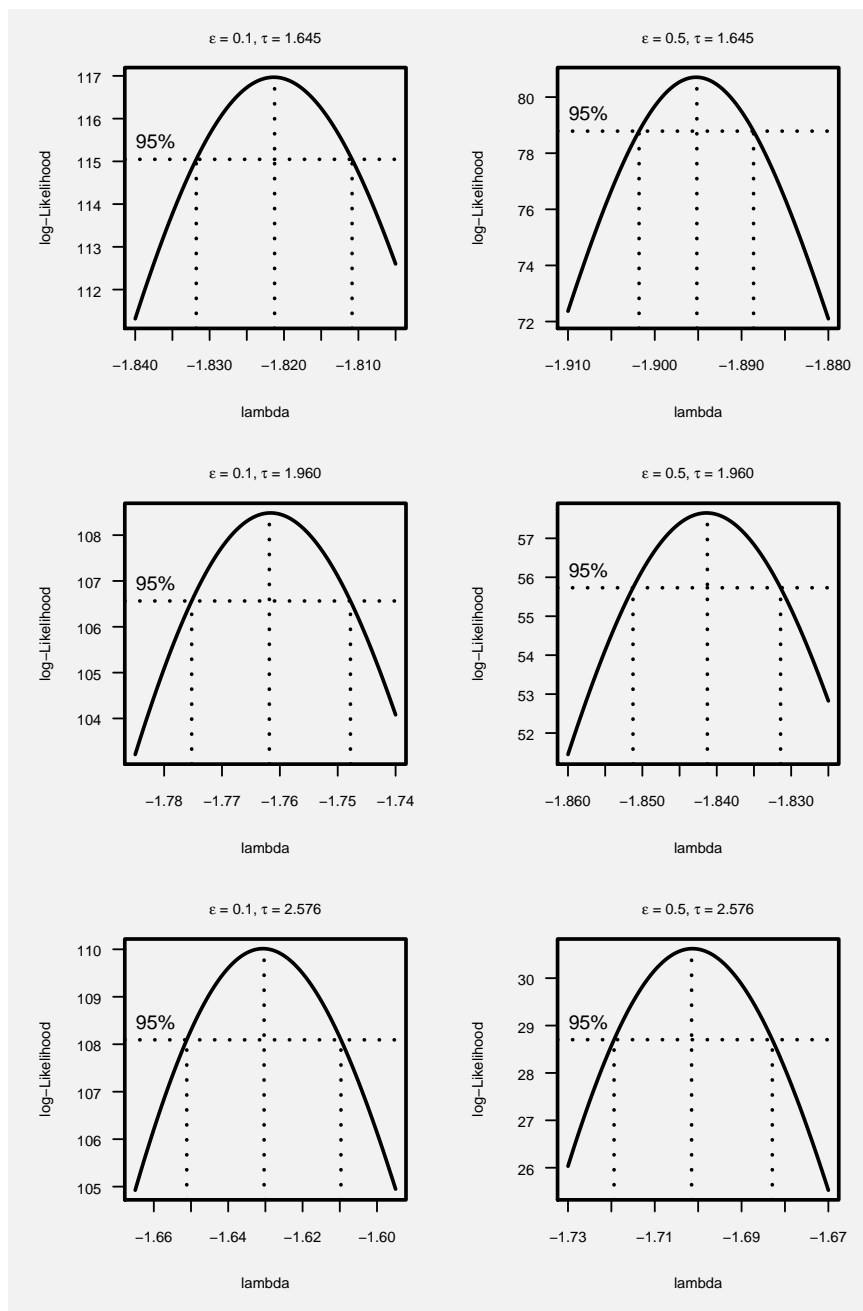 ε = 0.1, τ = 1.645
117
116
115
114
113
112
95%
log−Likelihood
−1.840 −1.830 −1.820 −1.810
lambda
ε = 0.5, τ = 1.645
80
78
76
74
72
95%
log−Likelihood
−1.910 −1.900 −1.890 −1.880
lambda
ε = 0.1, τ = 1.960
108
107
106
105
104
95%
log−Likelihood
−1.78 −1.77 −1.76 −1.75 −1.74
lambda
ε = 0.5, τ = 1.960
57
56
55
54
53
52
95%
log−Likelihood
−1.860 −1.850 −1.840 −1.830
lambda
ε = 0.1, τ = 2.576
110
109
108
107
106
105
95%
log−Likelihood
−1.66 −1.64 −1.62 −1.60
lambda
ε = 0.5, τ = 2.576
30
29
28
27
26
95%
log−Likelihood
−1.73 −1.71 −1.69 −1.67
lambda